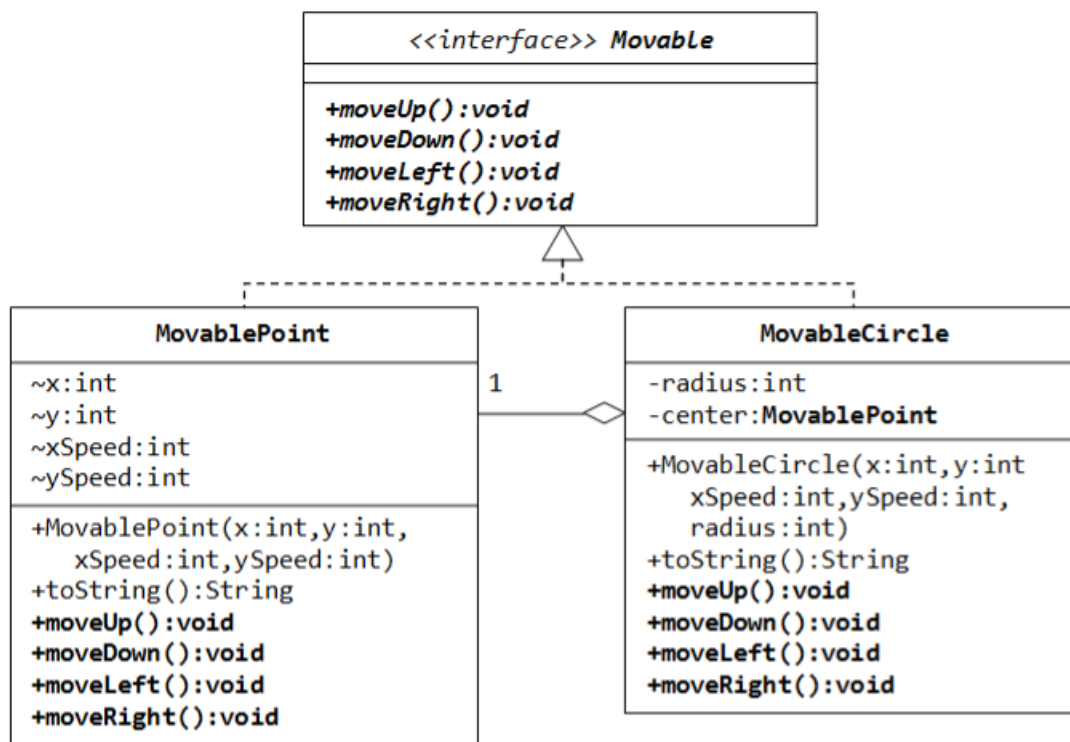 <<interface>> Movable
+moveUp():void
+moveDown():void
+moveLeft():void
+moveRight():void
MovablePoint
~x:int
~y:int
~xSpeed:int
~ySpeed:int
+MovablePoint(x:int,y:int,
xSpeed:int,ySpeed:int)
+toString():String
+moveUp():void
+moveDown():void
+moveLeft():void
+moveRight():void
1
MovableCircle
-radius:int
-center:MovablePoint
+MovableCircle(x:int,y:int
xSpeed:int,ySpeed:int,
radius:int)
+toString():String
+moveUp():void
+moveDown():void
+moveLeft():void
+moveRight():void